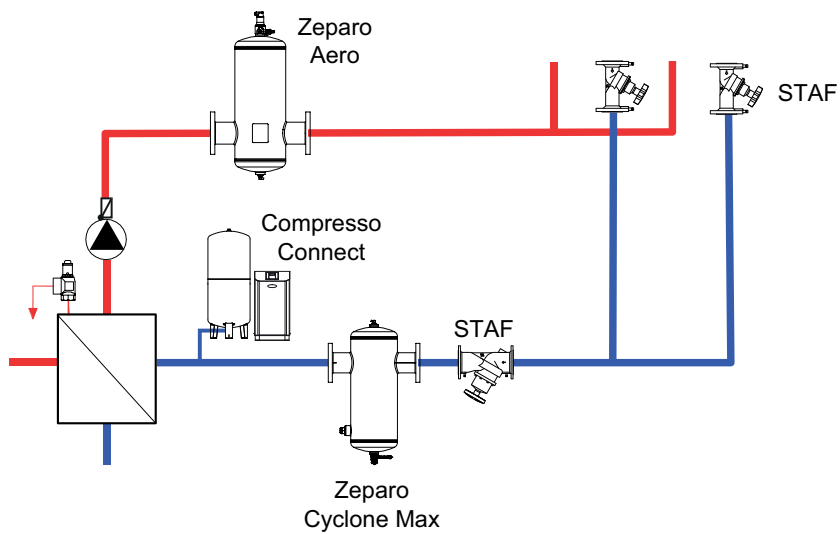 Zeparo
Aero
STAF
Compresso
Connect
STAF
Zeparo
Cyclone Max